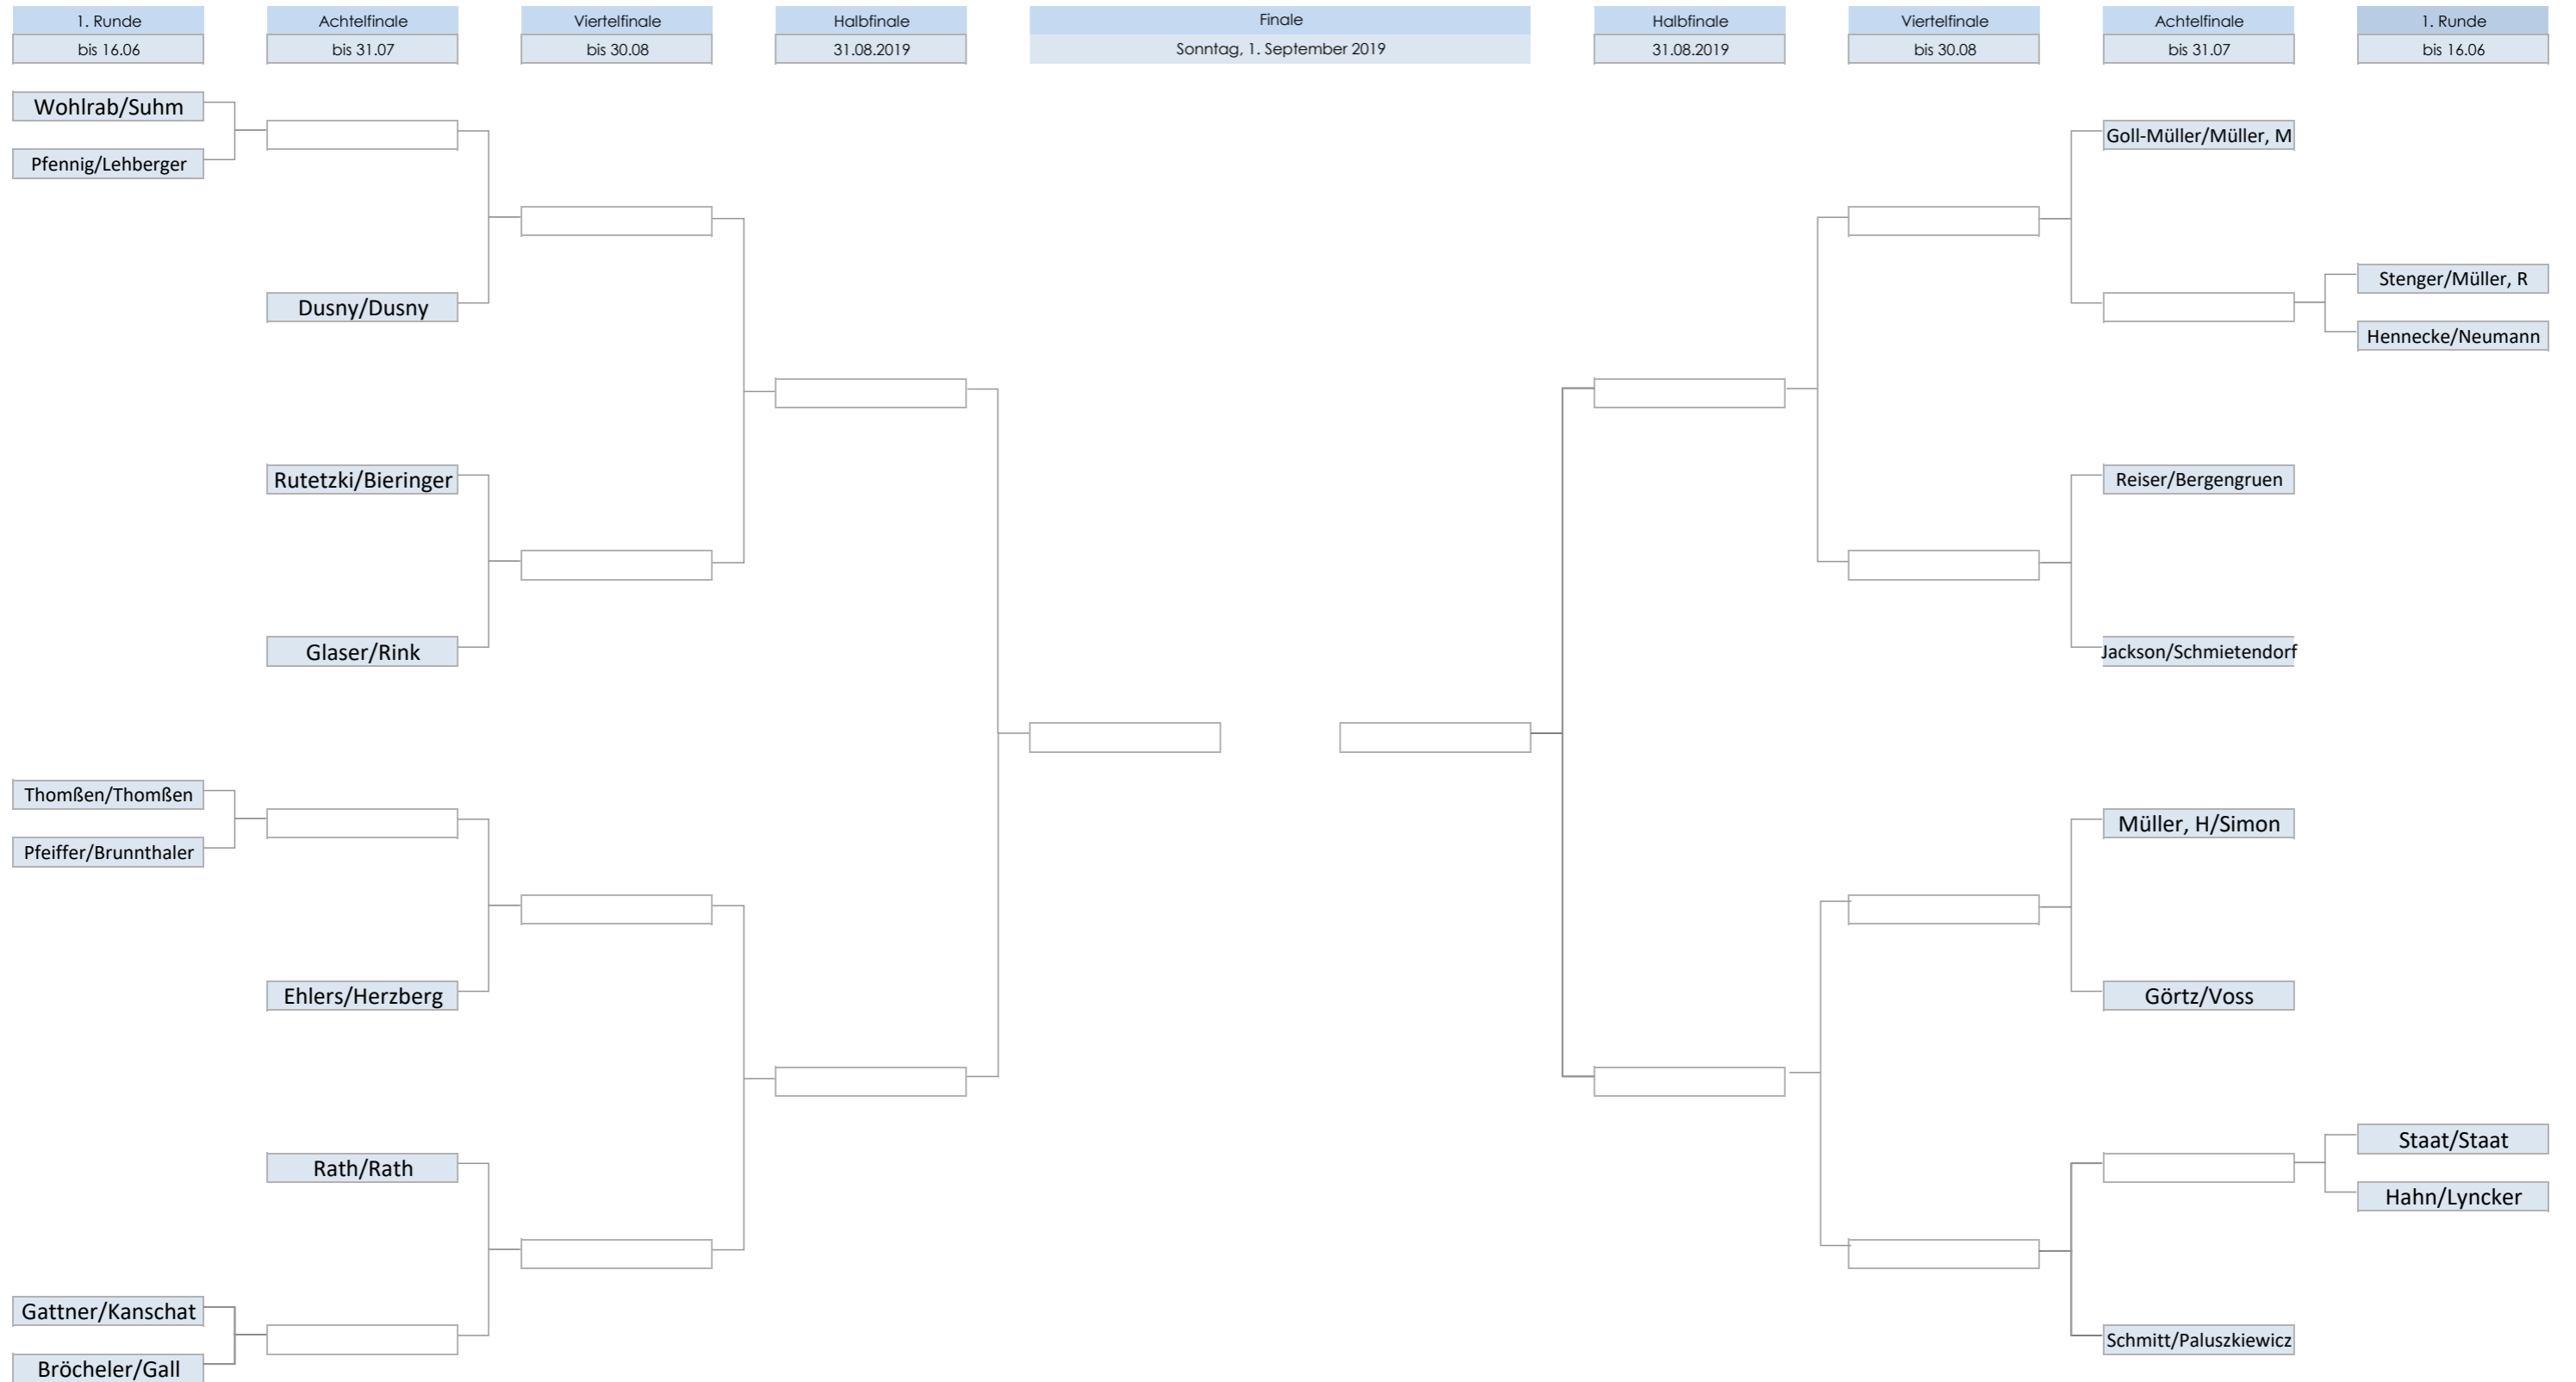 1. Runde
Achtelfinale
Viertelfinale
Halbfinale
Finale
Halbfinale
Viertelfinale
Achtelfinale
1. Runde
bis 16.06
bis 31.07
bis 30.08
31.08.2019
Sonntag, 1. September 2019
31.08.2019
bis 30.08
bis 31.07
bis 16.06
Wohlrab/Suhm
Pfennig/Lehberger
Dusny/Dusny
Rutetzki/Bieringer
Glaser/Rink
Thomßen/Thomßen
Pfeiffer/Brunnthaler
Ehlers/Herzberg
Rath/Rath
Gattner/Kanschat
Bröcheler/Gall
Goll-Müller/Müller, M
Stenger/Müller, R
Hennecke/Neumann
Reiser/Bergengruen
Jackson/Schmietendorf
Müller, H/Simon
Görtz/Voss
Staat/Staat
Hahn/Lyncker
Schmitt/Paluszkiewicz